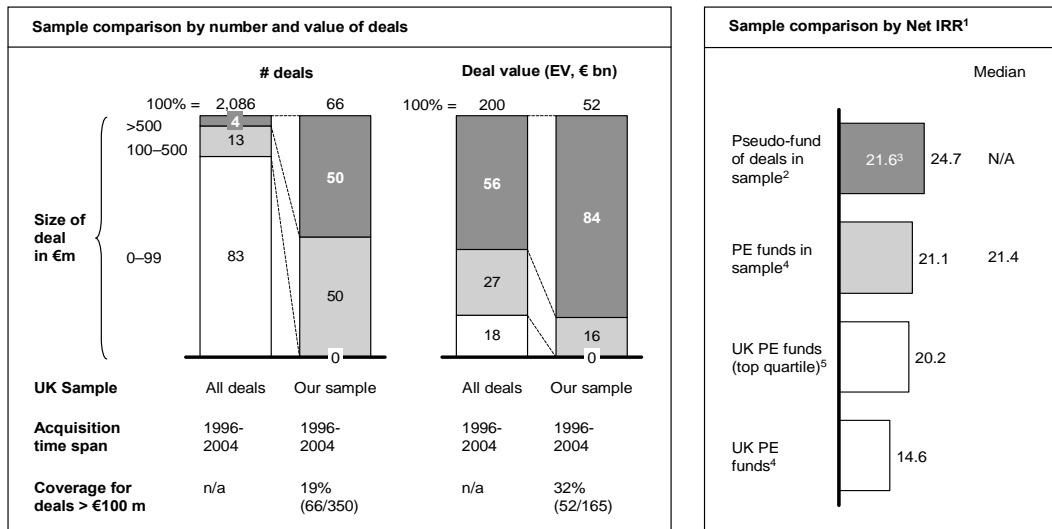 Sample comparison by number and value of deals
# deals
Deal value (EV, € bn)
100% = 2,086 66
100% = 200 52
>500
100–500
0–99
Size of
deal
in €m
4
13
83
50
50
0
56
27
18
84
16
0
UK Sample All deals Our sample All deals Our sample
Acquisition
time span
1996-
2004
1996-
2004
1996-
2004
1996-
2004
Coverage for
deals > €100 m
n/a
19%
(66/350)
n/a
32%
(52/165)
Sample comparison by Net IRR¹
Median
Pseudo-fund
of deals in
sample²
21.6³ 24.7 N/A
PE funds in
sample⁴
21.1 21.4
UK PE funds
(top quartile)⁵
20.2
UK PE
funds⁴
14.6